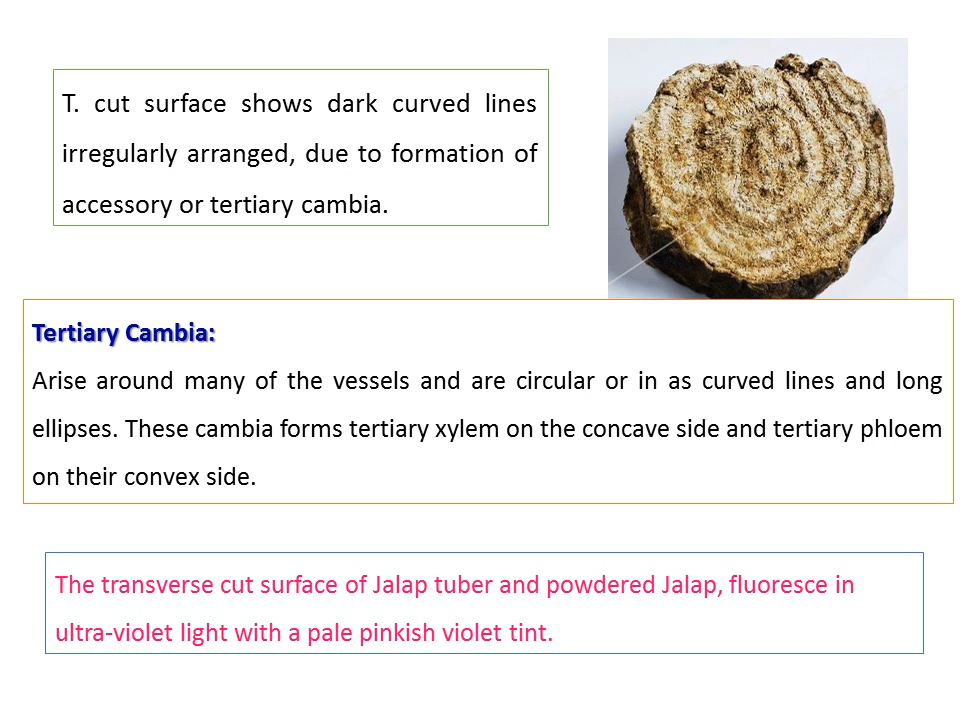 T. cut surface shows dark curved lines
irregularly arranged, due to formation of
accessory or tertiary cambia.
Tertiary Cambia:
Arise around many of the vessels and are circular or in as curved lines and long
ellipses. These cambia forms tertiary xylem on the concave side and tertiary phloem
on their convex side.
The transverse cut surface of Jalap tuber and powdered Jalap, fluoresce in
ultra-violet light with a pale pinkish violet tint.